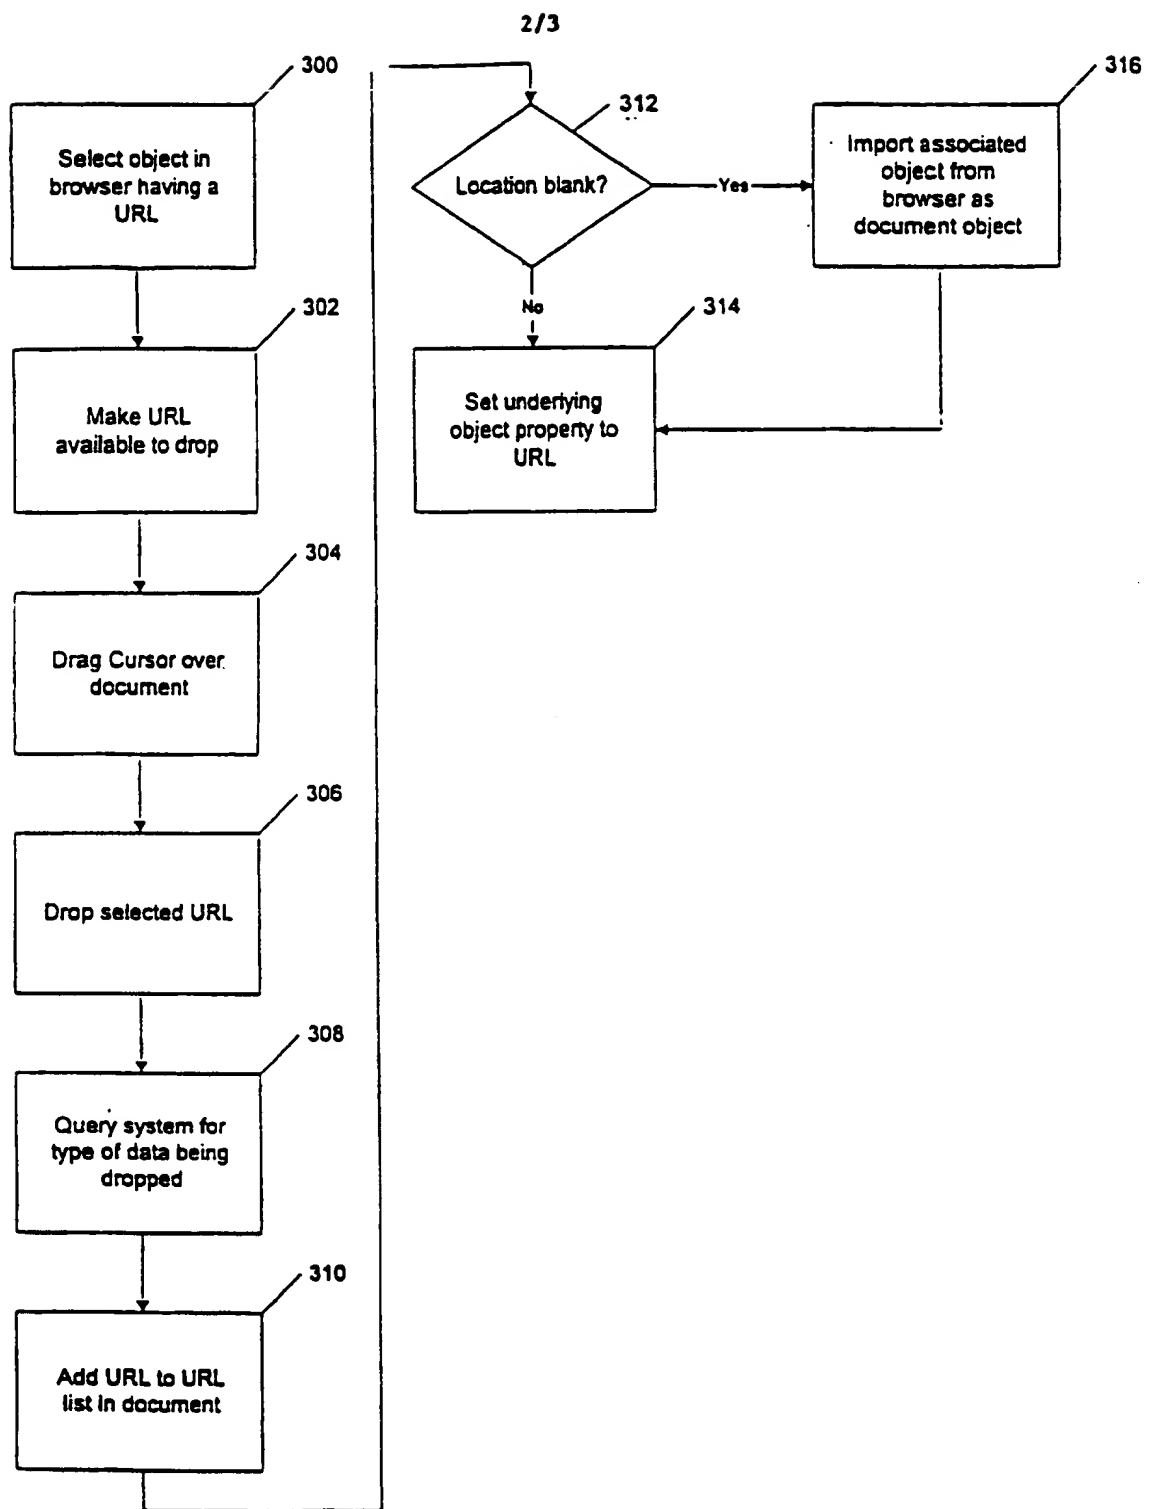 2/3
300
Select object in
browser having a
URL
302
Make URL
available to drop
304
Drag Cursor over
document
306
Drop selected URL
308
Query system for
type of data being
dropped
310
Add URL to URL
list in document
312
Location blank?
Yes
No
314
Set underlying
object property to
URL
316
Import associated
object from
browser as
document object